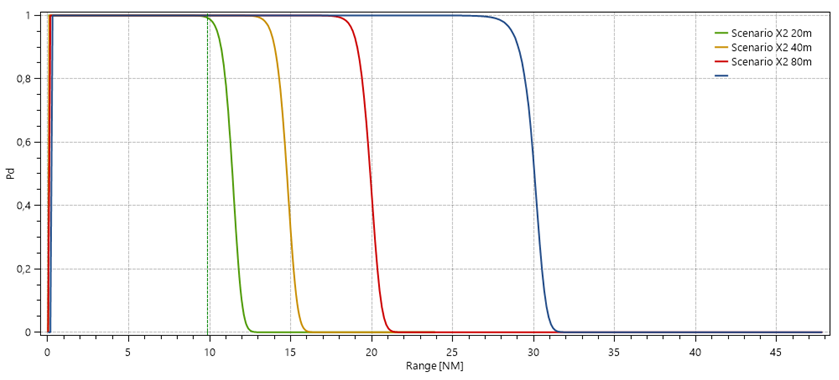 1
0,8
0,6
0,4
0,2
0
Pd
Scenario X2 20m
Scenario X2 40m
Scenario X2 80m
0 5 10 15 20 25 30 35 40 45
Range [NM]